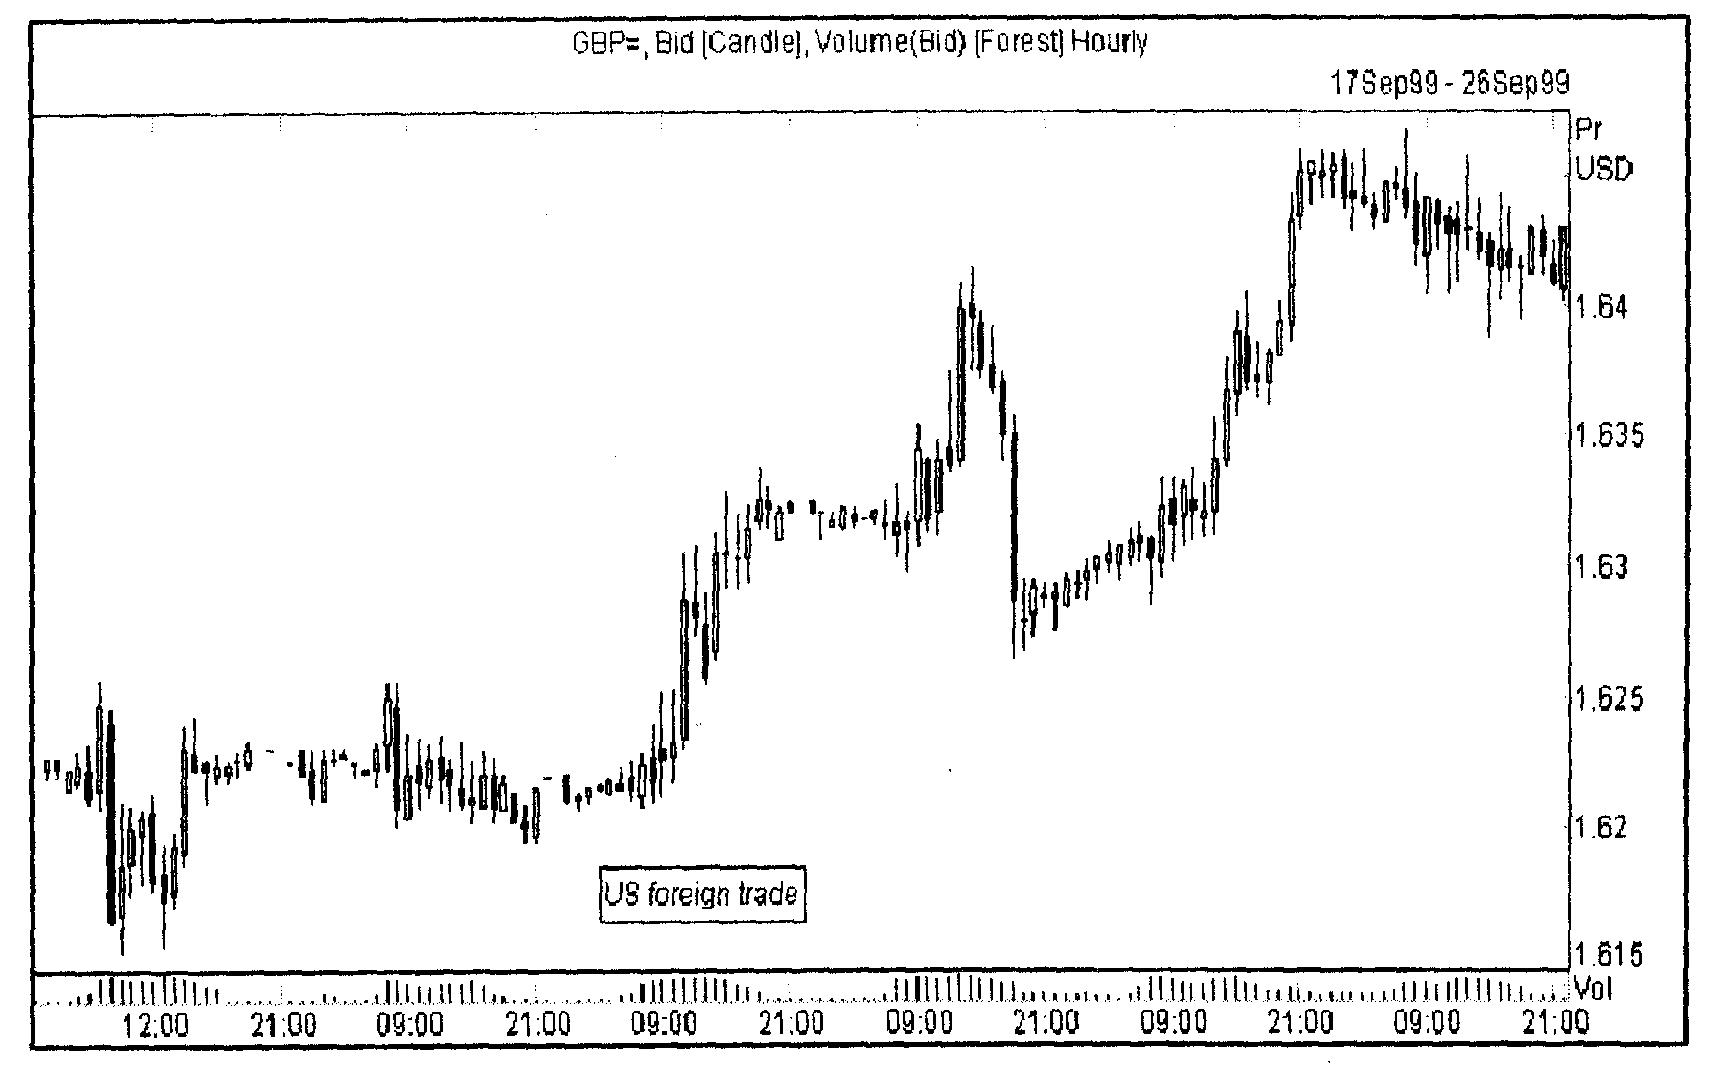 GBP=, Bid [Candle], Volume(Bid) [Forest] Hourly
17Sep99 - 26Sep99
Pr
USD
1.64
1.635
1.63
1.625
1.62
US foreign trade
1.615
Vol
12:00 21:00 09:00 21:00 09:00 21:00 09:00 21:00 09:00 21:00 09:00 21:00